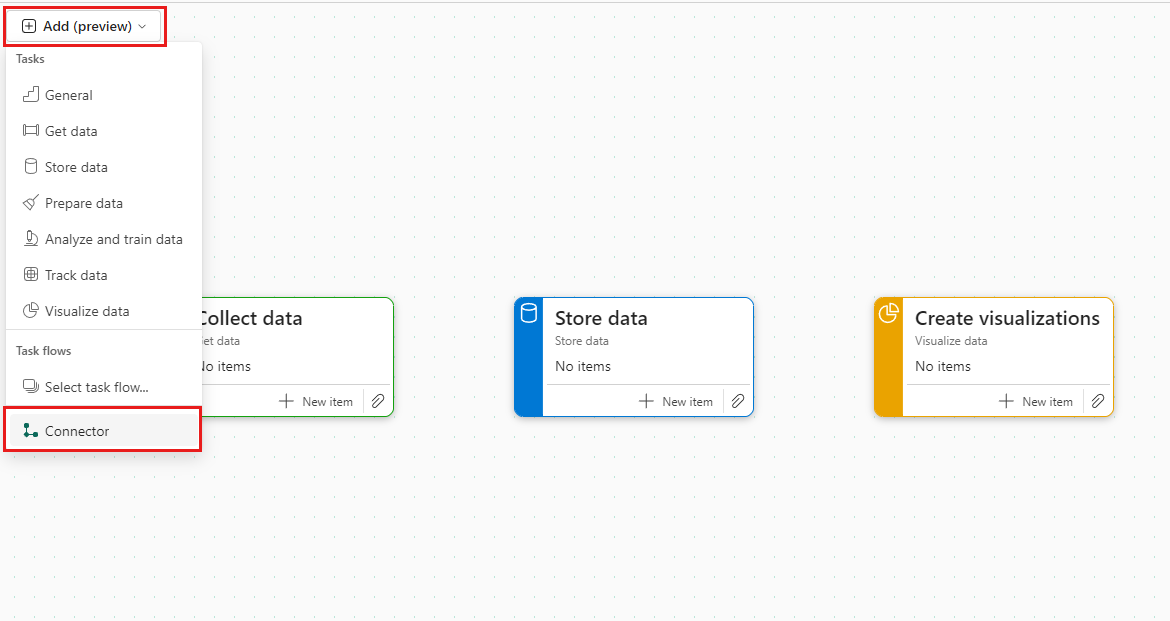 Add (preview)
Tasks
General
Get data
Store data
Prepare data
Analyze and train data
Track data
Visualize data
Task flows
Select task flow...
Connector
Collect data
et data
No items
New item
Store data
Store data
No items
New item
Create visualizations
Visualize data
No items
New item